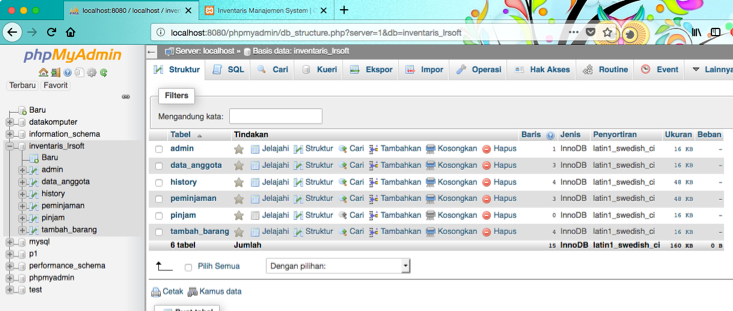 localhost:8080 / localhost / inven
Inventaris Manajemen System |
localhost:8080/phpmyadmin/db_structure.php?server=1&db=inventaris_lrsoft
phpMyAdmin
Terbaru Favorit
Baru
datakomputer
information_schema
inventaris_lrsoft
Baru
admin
data_anggota
history
peminjaman
pinjam
tambah_barang
mysql
p1
performance_schema
phpmyadmin
test
Server: localhost » Basis data: inventaris_lrsoft
Struktur SQL Cari Kueri Ekspor Impor Operasi Hak Akses Routine Event Lainnya
Filters
Mengandung kata:
Tabel Tindakan Baris Jenis Penyortiran Ukuran Beban
admin Jelajahi Struktur Cari Tambahkan Kosongkan Hapus 1 InnoDB latin1_swedish_ci 16 KB -
data_anggota Jelajahi Struktur Cari Tambahkan Kosongkan Hapus 3 InnoDB latin1_swedish_ci 16 KB -
history Jelajahi Struktur Cari Tambahkan Kosongkan Hapus 4 InnoDB latin1_swedish_ci 48 KB -
peminjaman Jelajahi Struktur Cari Tambahkan Kosongkan Hapus 3 InnoDB latin1_swedish_ci 48 KB -
pinjam Jelajahi Struktur Cari Tambahkan Kosongkan Hapus 0 InnoDB latin1_swedish_ci 16 KB -
tambah_barang Jelajahi Struktur Cari Tambahkan Kosongkan Hapus 4 InnoDB latin1_swedish_ci 16 KB -
6 tabel Jumlah 15 InnoDB latin1_swedish_ci 160 KB 0 B
Pilih Semua Dengan pilihan:
Cetak Kamus data
Buat tabel